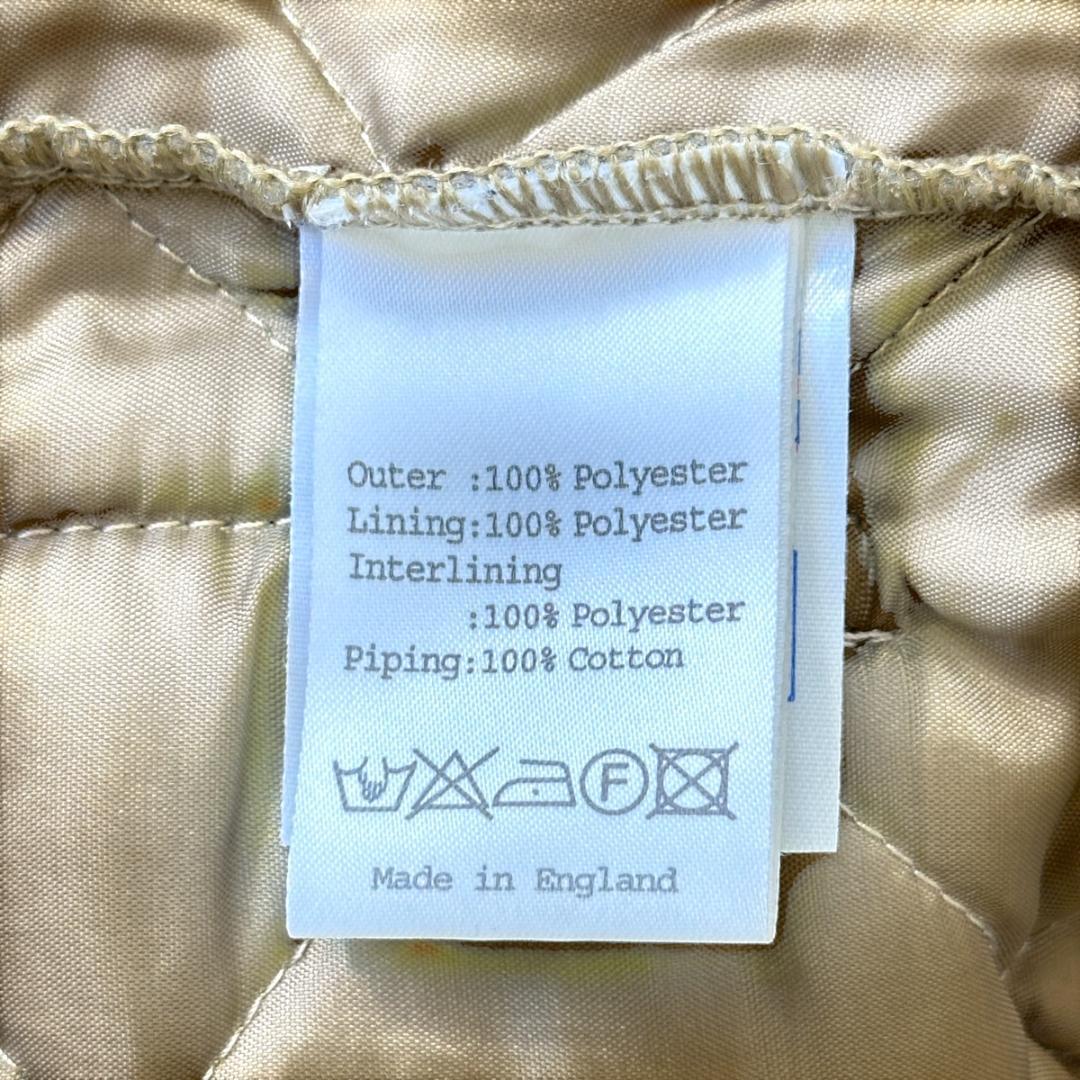 Outer :100% Polyester
Lining:100% Polyester
Interlining
:100% Polyester
Piping:100% Cotton
F
Made in England